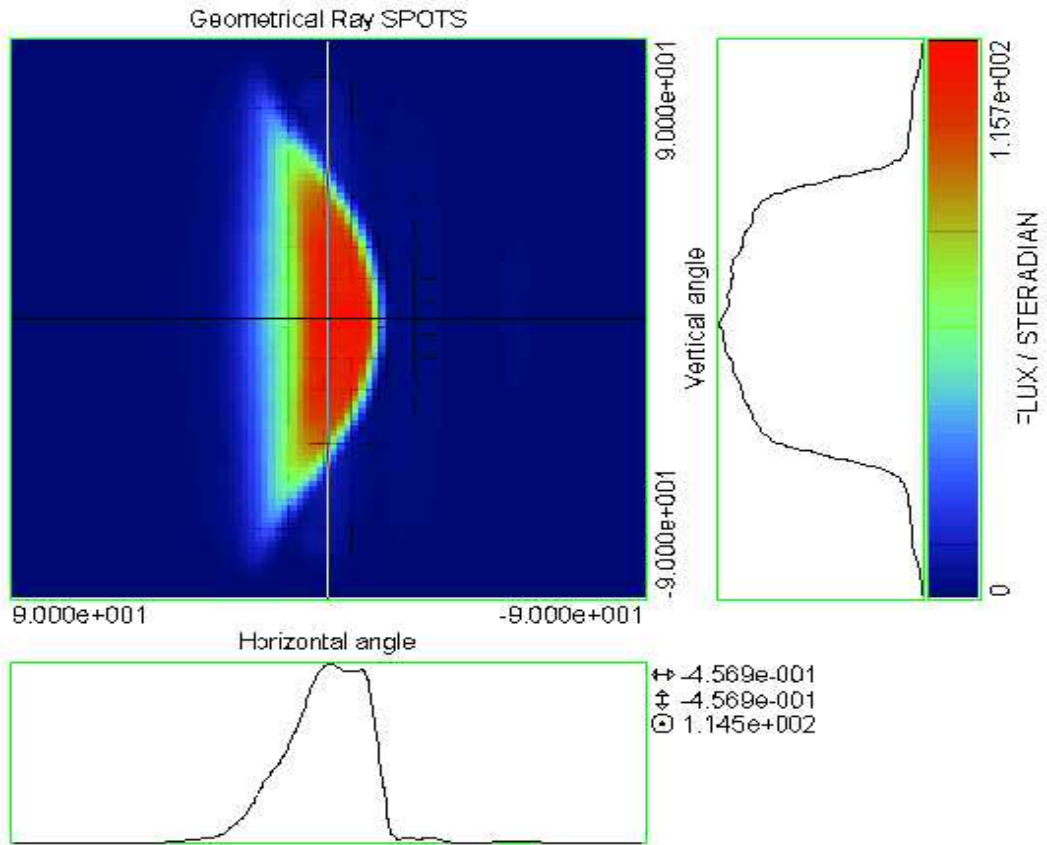 Geometrical Ray SPOTS
9.000e+001
Vertical angle
-9.000e+001
1.157e+002
FLUX / STERADIAN
0
9.000e+001
-9.000e+001
Horizontal angle
-4.569e-001
-4.569e-001
1.145e+002